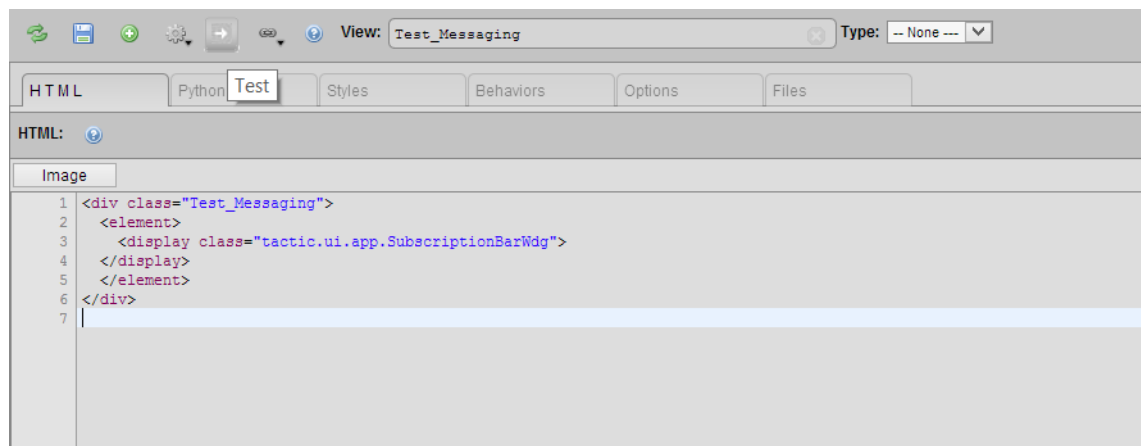 View: Test_Messaging Type: -- None ---
HTML Python Test Styles Behaviors Options Files
HTML:
Image
1 <div class="Test_Messaging">
2   <element>
3     <display class="tactic.ui.app.SubscriptionBarWdg">
4   </display>
5   </element>
6 </div>
7